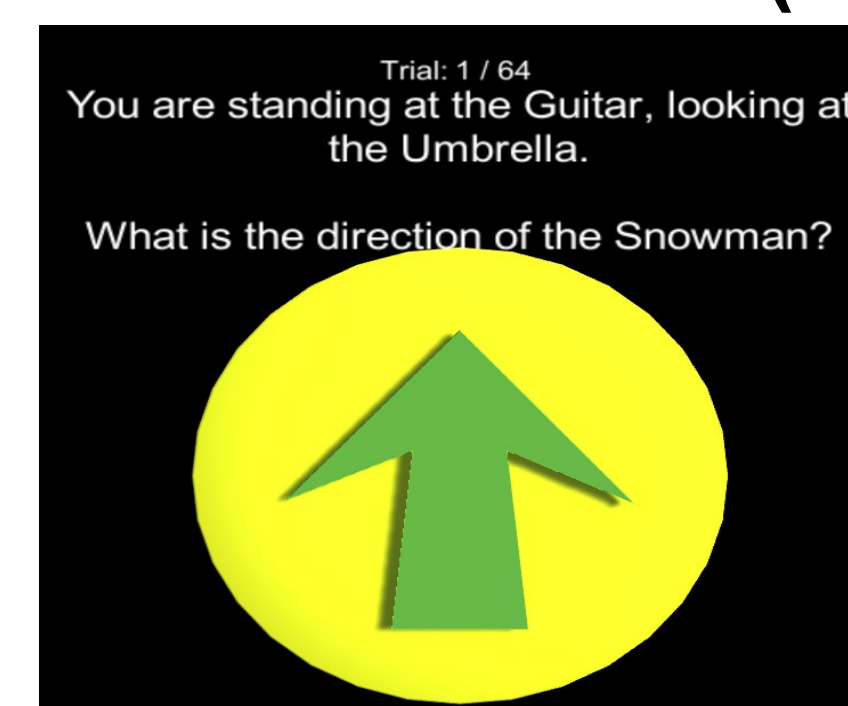 Trial: 1 / 64
You are standing at the Guitar, looking at
the Umbrella.
What is the direction of the Snowman?